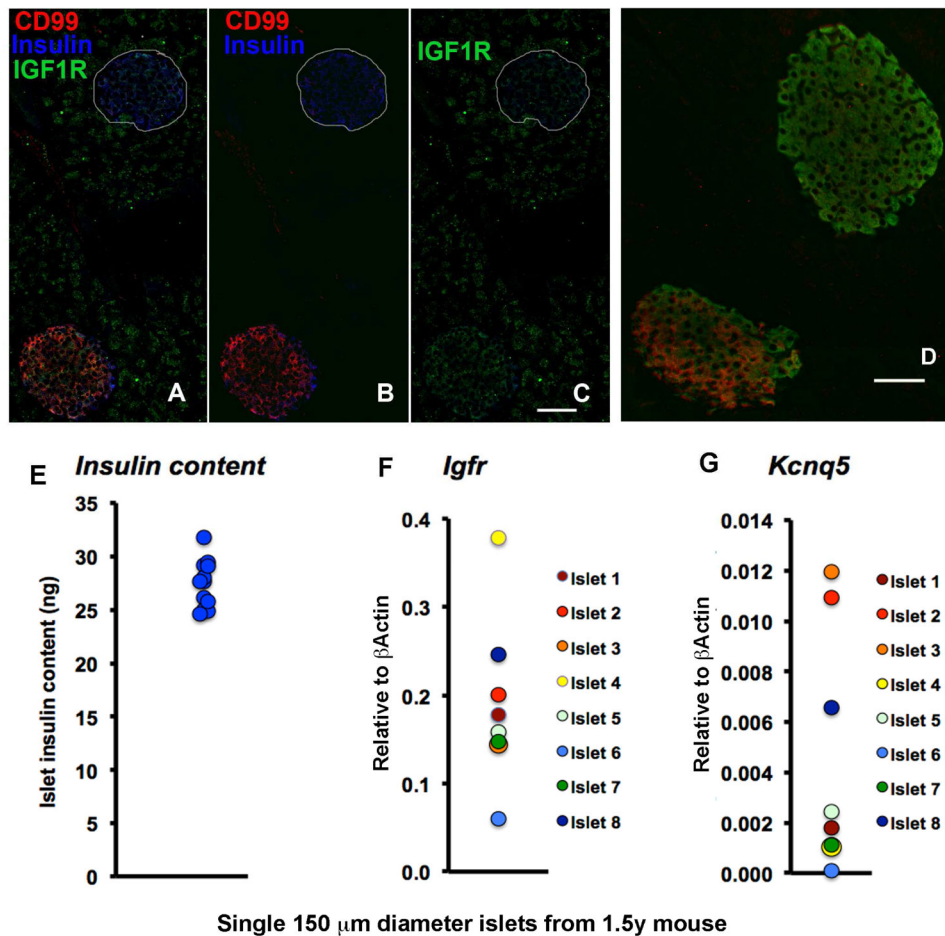 CD99
Insulin
IGF1R
CD99
Insulin
IGF1R
A
B
C
D
E Insulin content
Islet insulin content (ng)
35
30
25
20
15
10
5
0
F Igfr
Relative to βActin
0.4
0.3
0.2
0.1
0.0
Islet 1
Islet 2
Islet 3
Islet 4
Islet 5
Islet 6
Islet 7
Islet 8
G Kcnq5
Relative to βActin
0.014
0.012
0.010
0.008
0.006
0.004
0.002
0.000
Islet 1
Islet 2
Islet 3
Islet 4
Islet 5
Islet 6
Islet 7
Islet 8
Single 150 μm diameter islets from 1.5y mouse